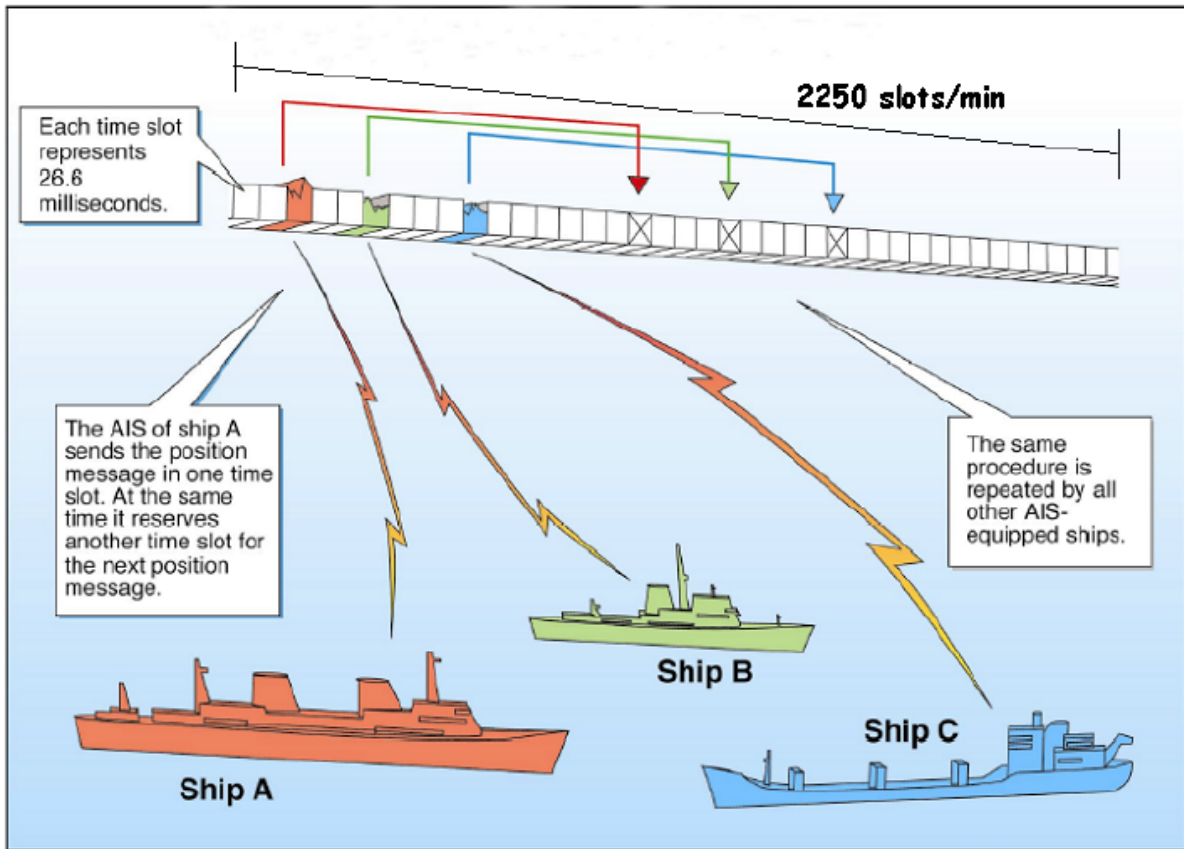 2250 slots/min
Each time slot
represents
26.6
milliseconds.
The AIS of ship A
sends the position
message in one time
slot. At the same
time it reserves
another time slot for
the next position
message.
The same
procedure is
repeated by all
other AIS-
equipped ships.
Ship B
Ship C
Ship A